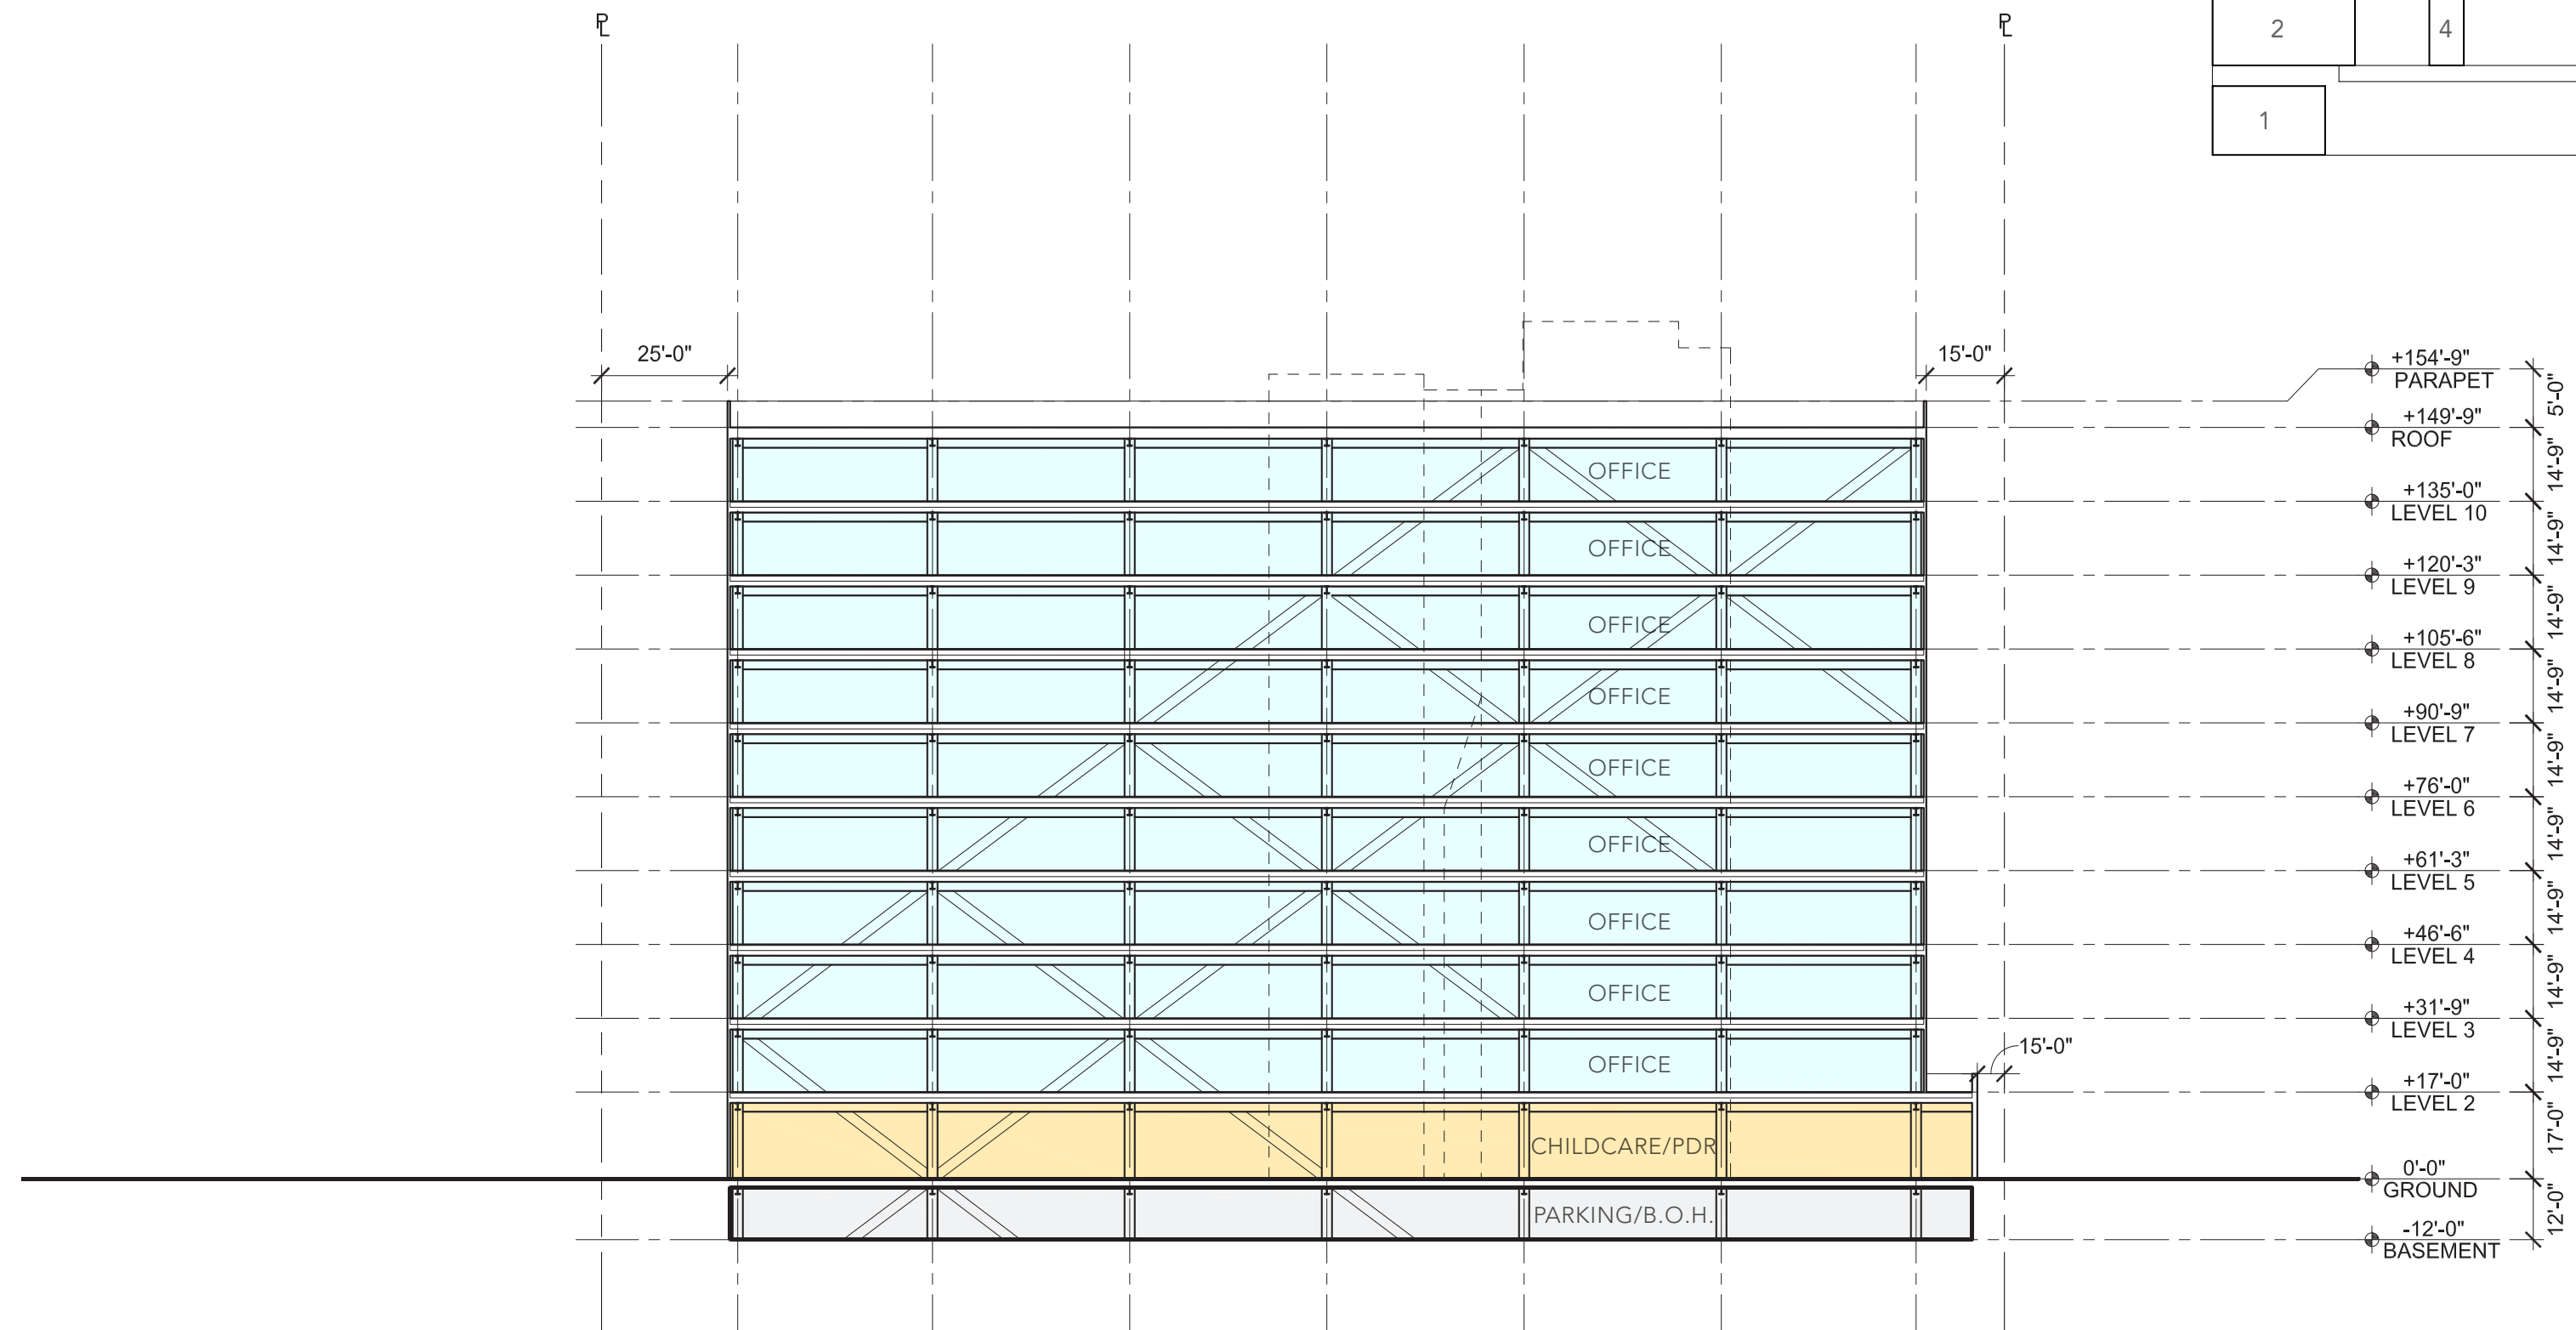 PL
PL
2
4
1
25'-0"
15'-0"
+154'-9"
PARAPET
5'-0"
+149'-9"
ROOF
14'-9"
OFFICE
+135'-0"
LEVEL 10
14'-9"
OFFICE
+120'-3"
LEVEL 9
14'-9"
OFFICE
+105'-6"
LEVEL 8
14'-9"
OFFICE
+90'-9"
LEVEL 7
14'-9"
OFFICE
+76'-0"
LEVEL 6
14'-9"
OFFICE
+61'-3"
LEVEL 5
14'-9"
OFFICE
+46'-6"
LEVEL 4
14'-9"
OFFICE
+31'-9"
LEVEL 3
14'-9"
OFFICE
15'-0"
+17'-0"
LEVEL 2
17'-0"
CHILDCARE/PDR
0'-0"
GROUND
12'-0"
PARKING/B.O.H.
-12'-0"
BASEMENT